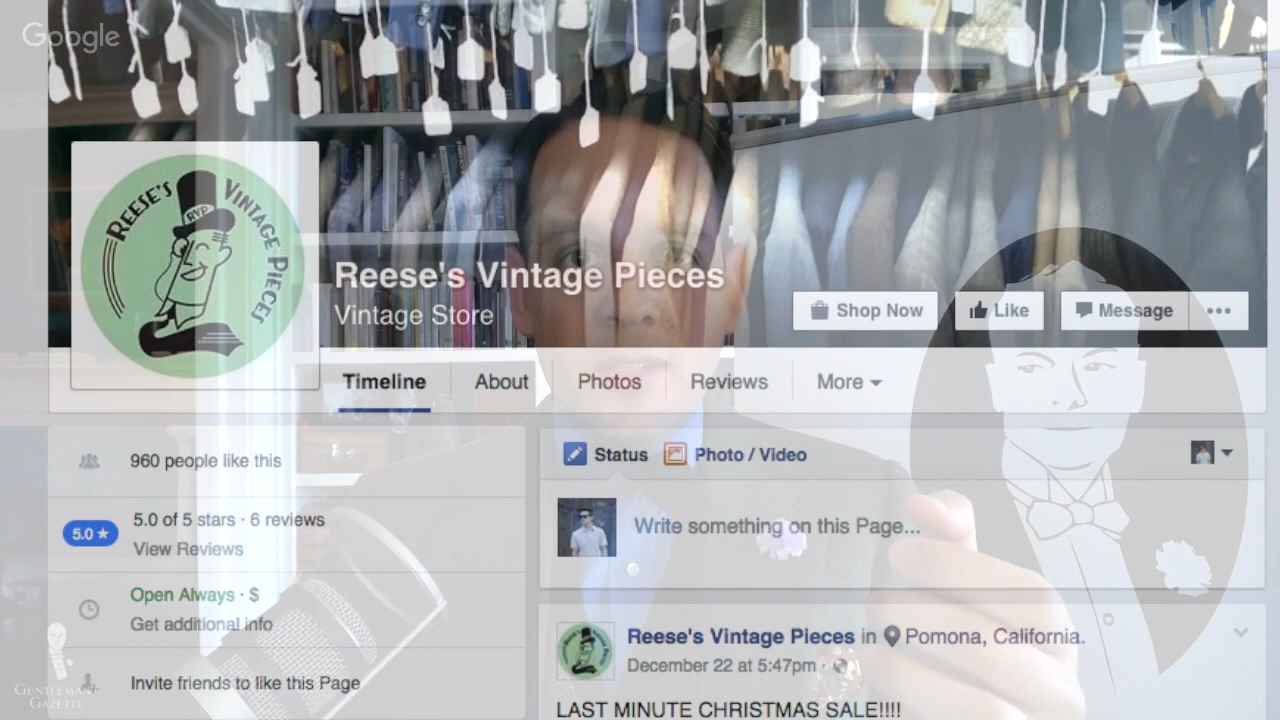 Google
REESE'S VINTAGE PIECES
RVP
Reese's Vintage Pieces
Vintage Store
Shop Now
Like
Message
Timeline
About
Photos
Reviews
More
960 people like this
5.0
5.0 of 5 stars · 6 reviews
View Reviews
Open Always · $
Get additional info
Invite friends to like this Page
Status
Photo / Video
Write something on this Page...
Reese's Vintage Pieces in Pomona, California.
December 22 at 5:47pm ·
LAST MINUTE CHRISTMAS SALE!!!!
GENTLEMAN'S
GAZETTE